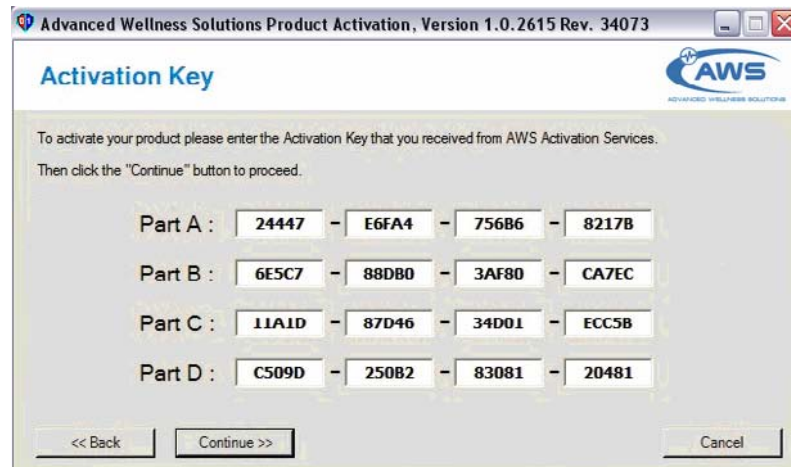 Advanced Wellness Solutions Product Activation, Version 1.0.2615 Rev. 34073
Activation Key
AWS
ADVANCED WELLNESS SOLUTIONS
To activate your product please enter the Activation Key that you received from AWS Activation Services.
Then click the "Continue" button to proceed.
Part A : 24447 - E6FA4 - 756B6 - 8217B
Part B : 6E5C7 - 88DB0 - 3AF80 - CA7EC
Part C : 11A1D - 87D46 - 34D01 - ECC5B
Part D : C509D - 250B2 - 83081 - 20481
<< Back Continue >> Cancel